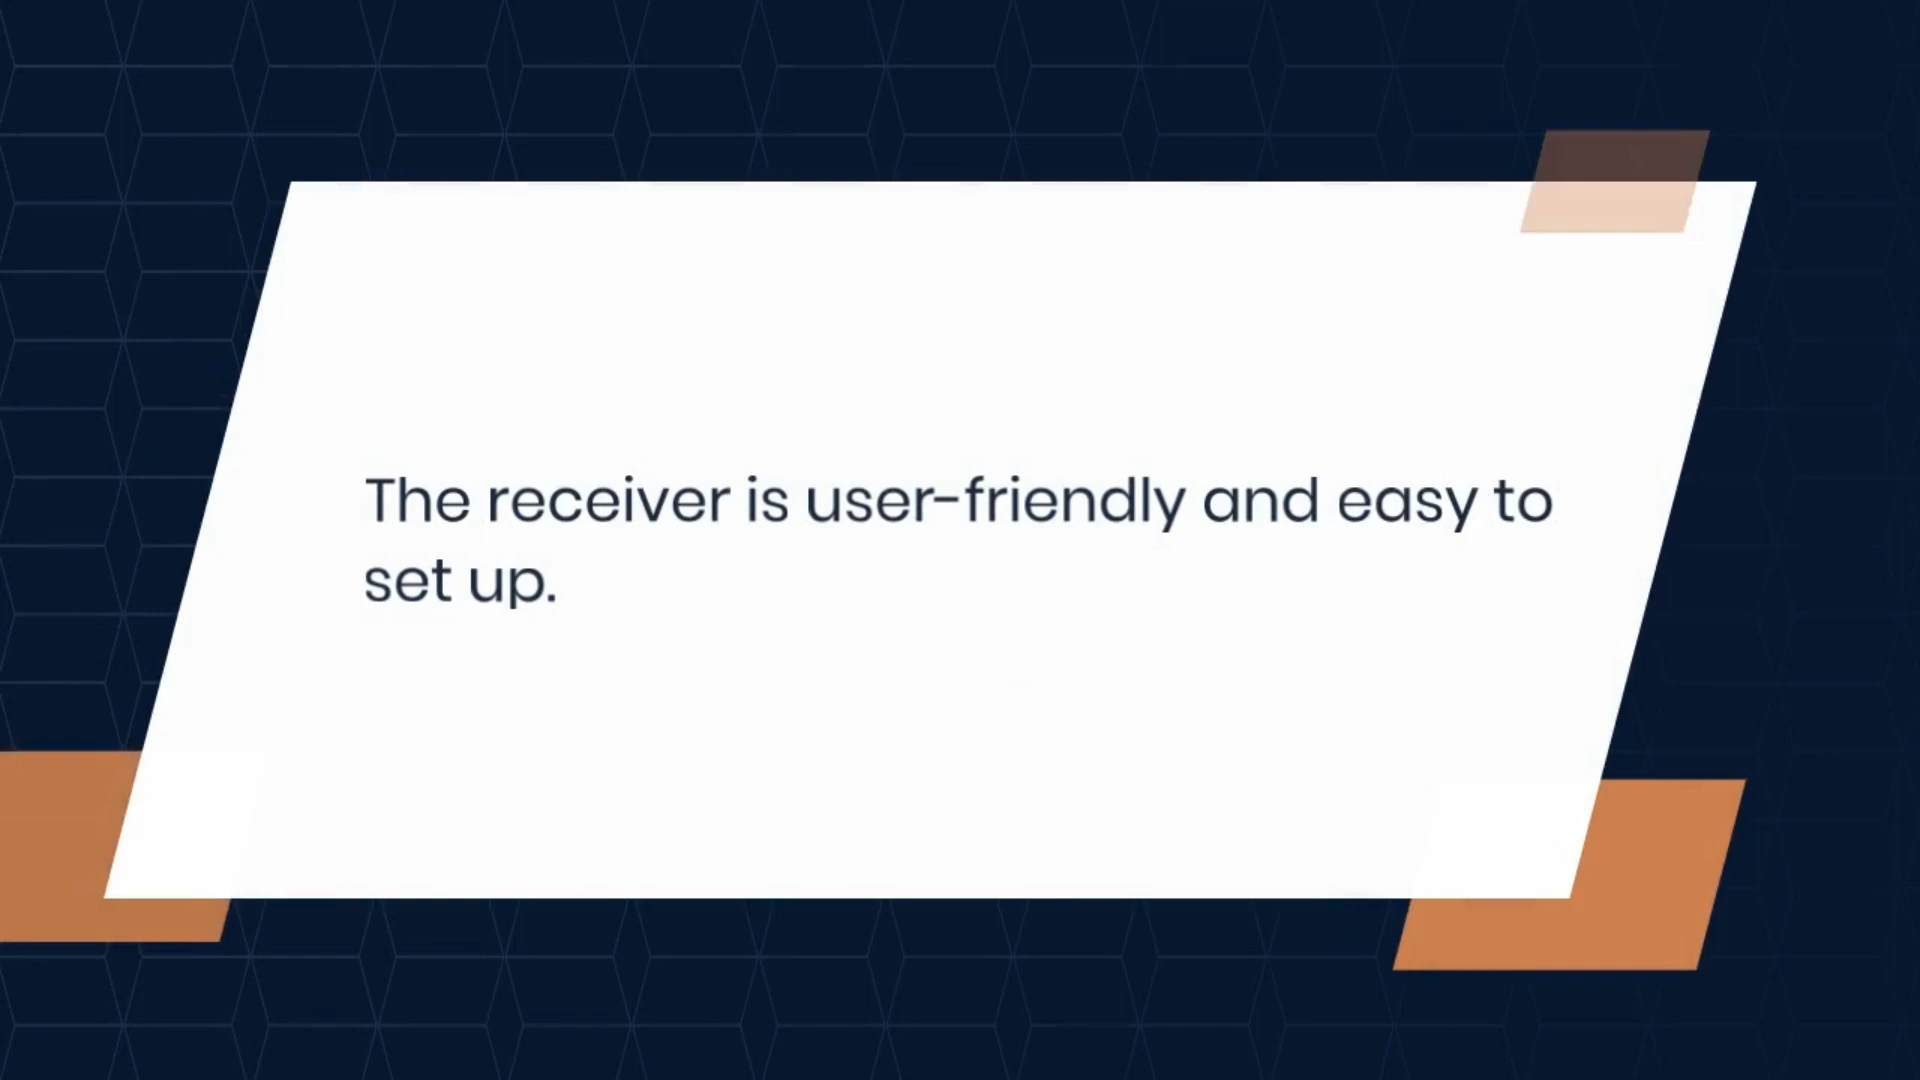 The receiver is user-friendly and easy to
set up.